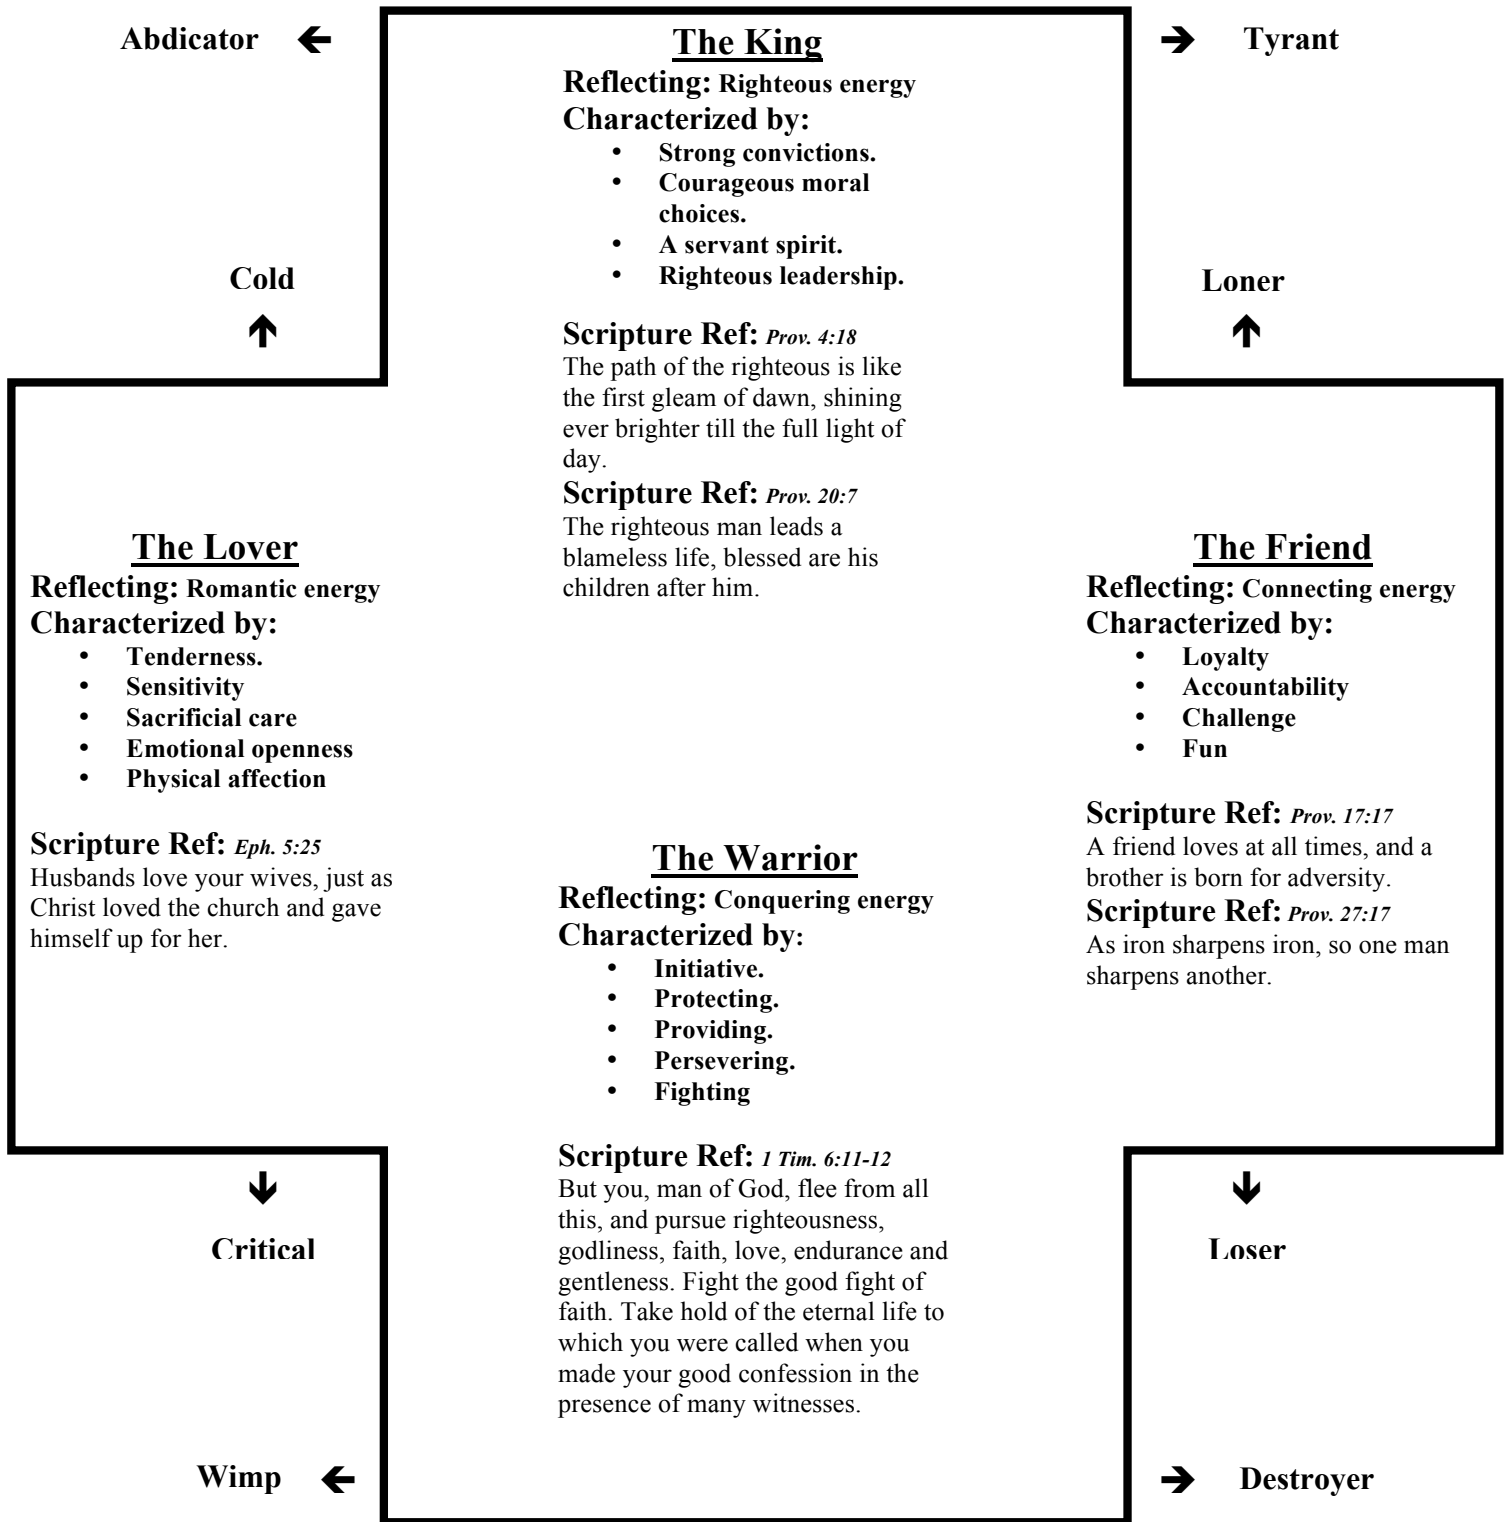 Abdicator ←
→ Tyrant
The King
Reflecting: Righteous energy
Characterized by:
• Strong convictions.
• Courageous moral
choices.
• A servant spirit.
• Righteous leadership.
Scripture Ref: Prov. 4:18
The path of the righteous is like
the first gleam of dawn, shining
ever brighter till the full light of
day.
Scripture Ref: Prov. 20:7
The righteous man leads a
blameless life, blessed are his
children after him.
Cold
↑
Loner
↑
The Lover
Reflecting: Romantic energy
Characterized by:
• Tenderness.
• Sensitivity
• Sacrificial care
• Emotional openness
• Physical affection
Scripture Ref: Eph. 5:25
Husbands love your wives, just as
Christ loved the church and gave
himself up for her.
The Friend
Reflecting: Connecting energy
Characterized by:
• Loyalty
• Accountability
• Challenge
• Fun
Scripture Ref: Prov. 17:17
A friend loves at all times, and a
brother is born for adversity.
Scripture Ref: Prov. 27:17
As iron sharpens iron, so one man
sharpens another.
The Warrior
Reflecting: Conquering energy
Characterized by:
• Initiative.
• Protecting.
• Providing.
• Persevering.
• Fighting
Scripture Ref: 1 Tim. 6:11-12
But you, man of God, flee from all
this, and pursue righteousness,
godliness, faith, love, endurance and
gentleness. Fight the good fight of
faith. Take hold of the eternal life to
which you were called when you
made your good confession in the
presence of many witnesses.
↓
Critical
↓
Loser
Wimp ←
→ Destroyer